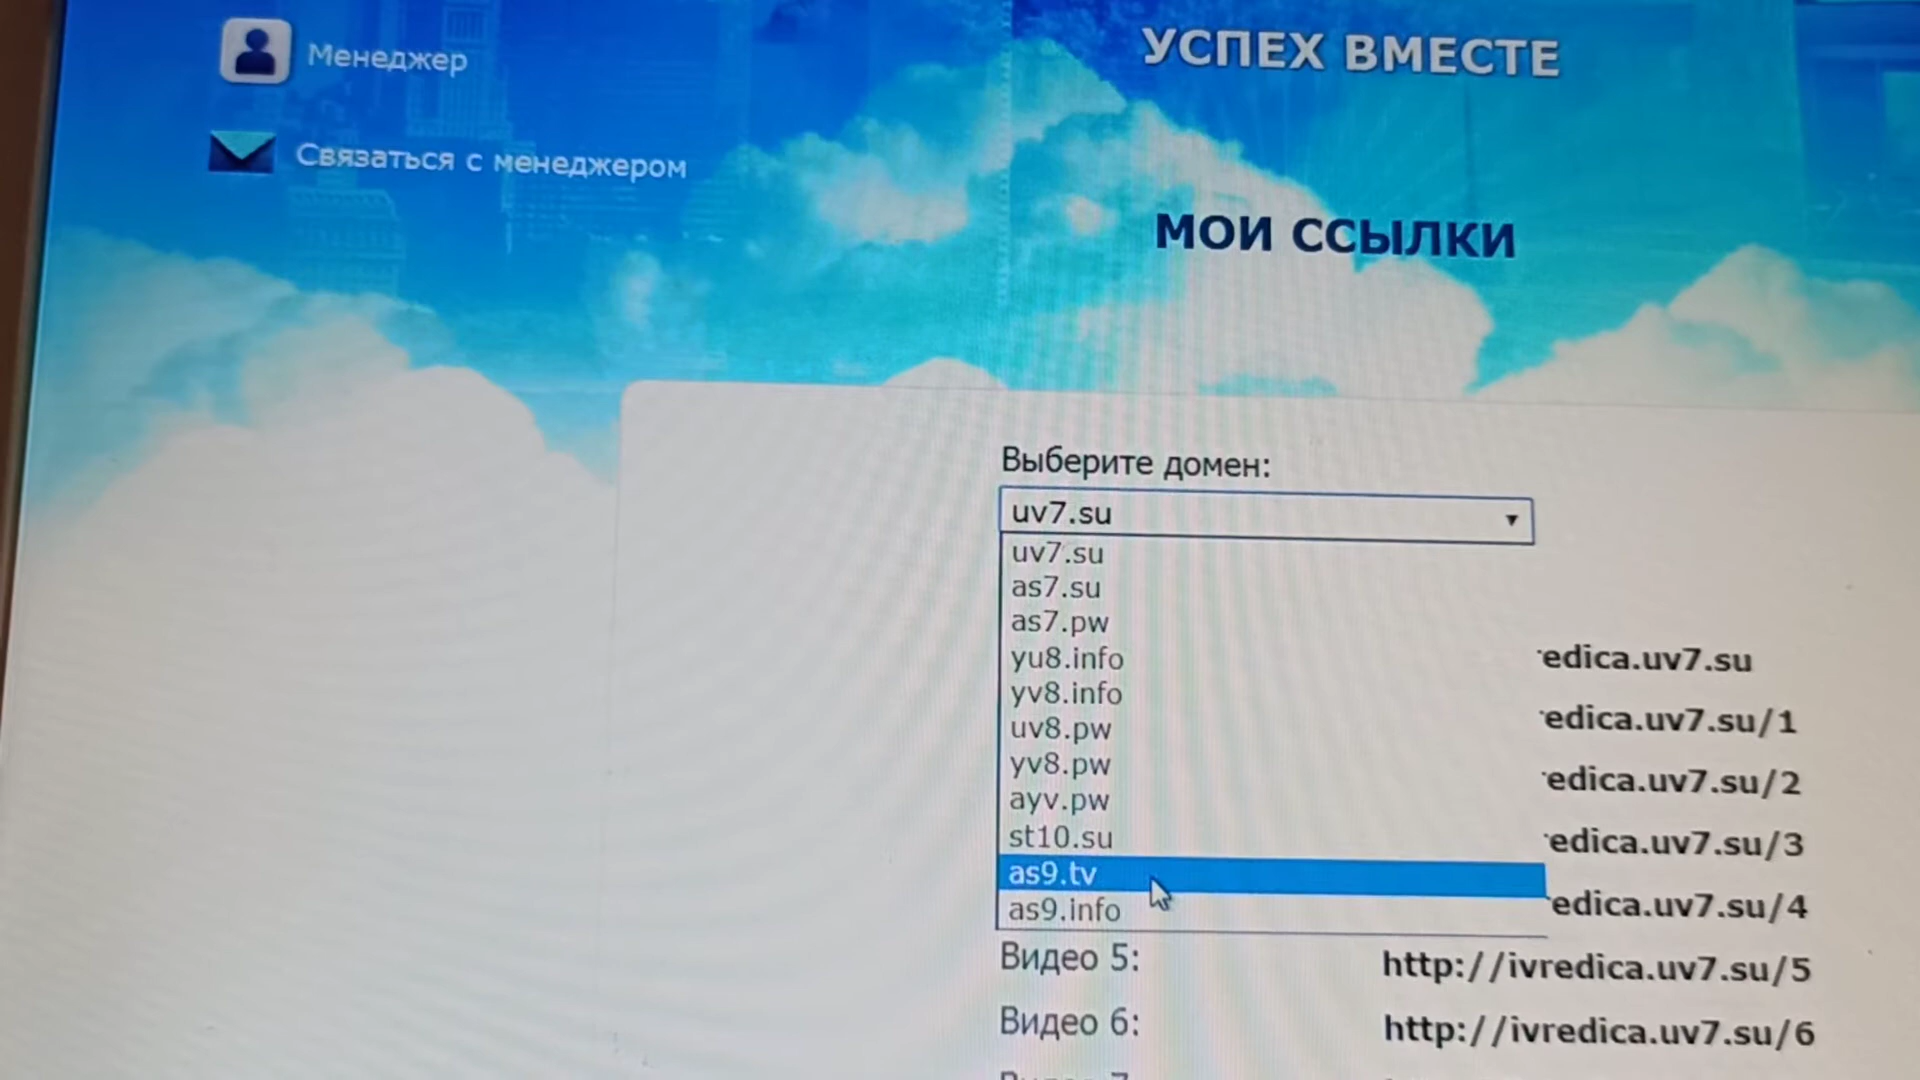 Менеджер
Связаться с менеджером
УСПЕХ ВМЕСТЕ
МОИ ССЫЛКИ
Выберите домен:
uv7.su
uv7.su
as7.su
as7.pw
yu8.info
yv8.info
uv8.pw
yv8.pw
ayv.pw
st10.su
as9.tv
as9.info
edica.uv7.su
edica.uv7.su/1
edica.uv7.su/2
edica.uv7.su/3
edica.uv7.su/4
Видео 5: http://ivredica.uv7.su/5
Видео 6: http://ivredica.uv7.su/6